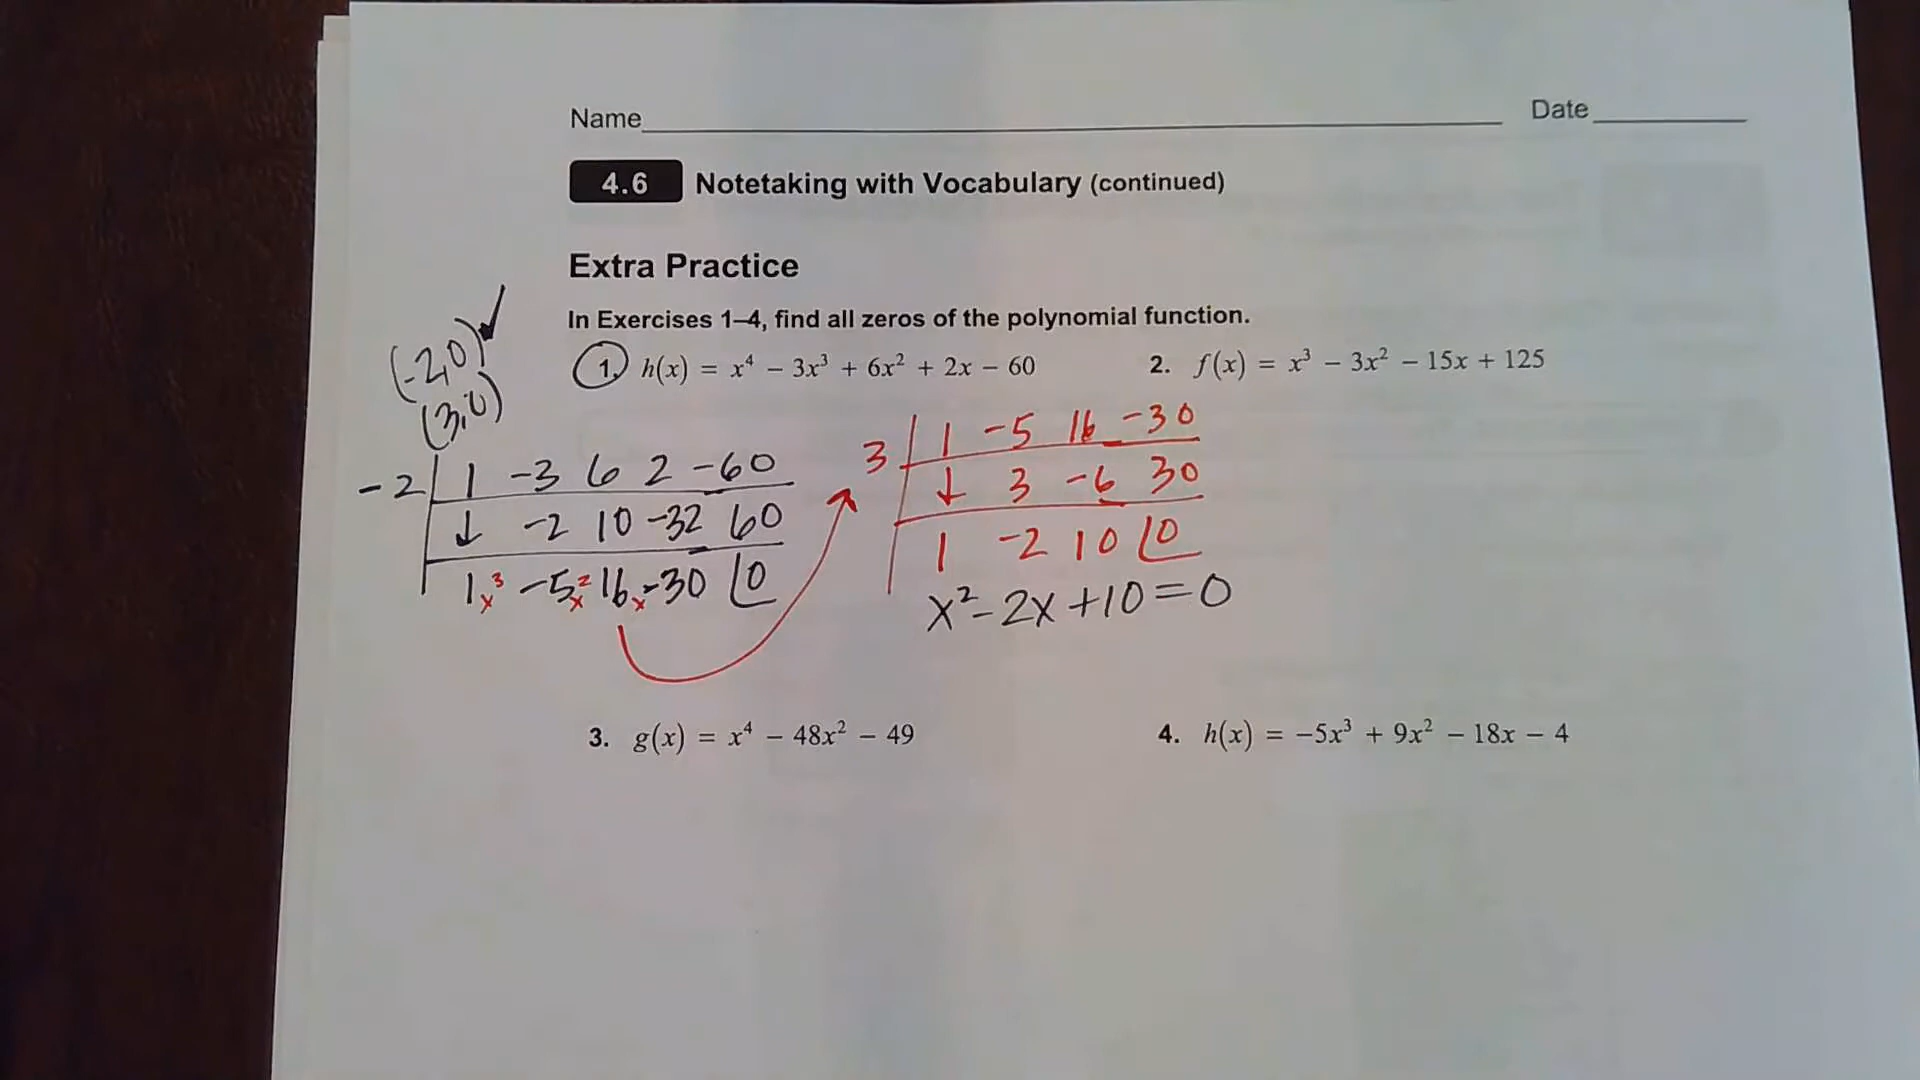 Name Date
4.6 Notetaking with Vocabulary (continued)
Extra Practice
In Exercises 1–4, find all zeros of the polynomial function.
1. h(x) = x⁴ − 3x³ + 6x² + 2x − 60
2. f(x) = x³ − 3x² − 15x + 125
(-2,0) ✓
(3,0)
-2 | 1 -3 6 2 -60
↓ -2 10 -32 60
1x³ -5x² 16x -30 |0
3 | 1 -5 16 -30
↓ 3 -6 30
1 -2 10 |0
x² - 2x + 10 = 0
3. g(x) = x⁴ − 48x² − 49
4. h(x) = −5x³ + 9x² − 18x − 4